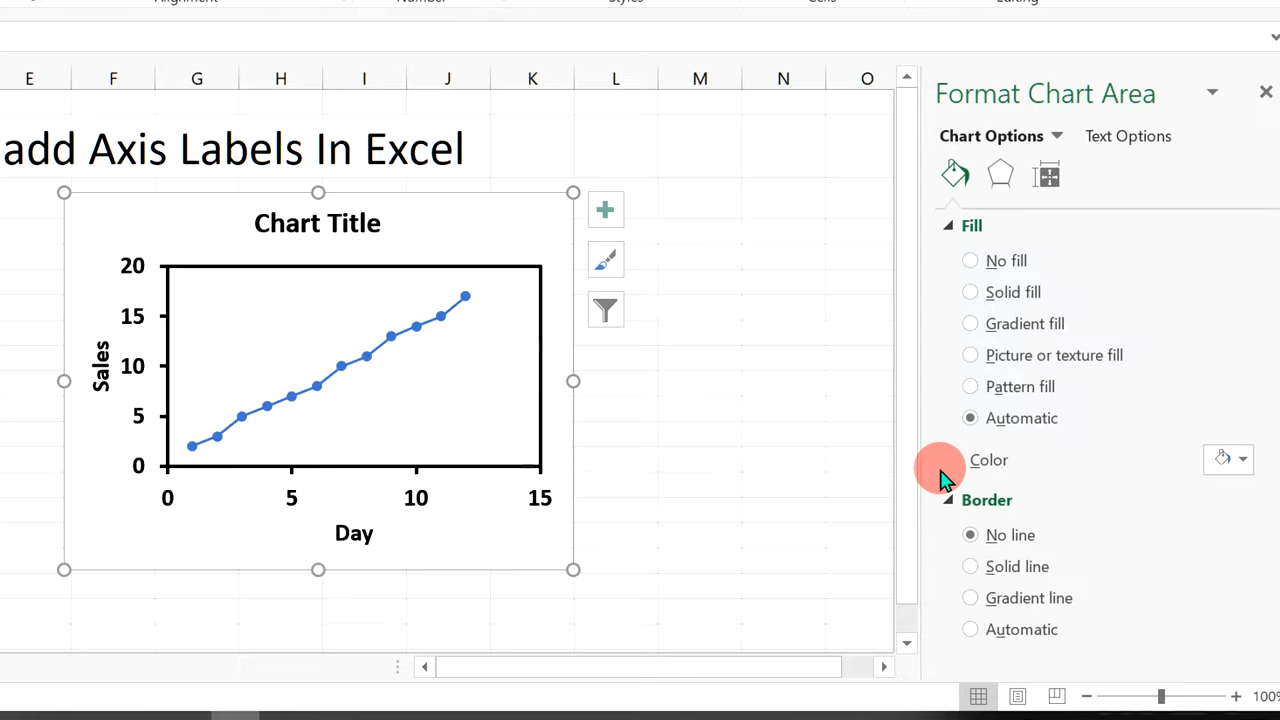 Alignment Number Styles Cells Editing
E F G H I J K L M N O
add Axis Labels In Excel
Chart Title
20
15
10
5
0
Sales
0 5 10 15
Day
Format Chart Area
Chart Options Text Options
Fill
No fill
Solid fill
Gradient fill
Picture or texture fill
Pattern fill
Automatic
Color
Border
No line
Solid line
Gradient line
Automatic
100%